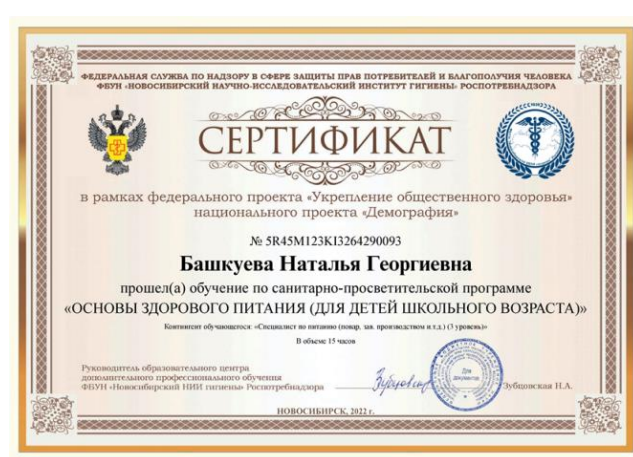 ФЕДЕРАЛЬНАЯ СЛУЖБА ПО НАДЗОРУ В СФЕРЕ ЗАЩИТЫ ПРАВ ПОТРЕБИТЕЛЕЙ И БЛАГОПОЛУЧИЯ ЧЕЛОВЕКА
ФБУН «НОВОСИБИРСКИЙ НАУЧНО-ИССЛЕДОВАТЕЛЬСКИЙ ИНСТИТУТ ГИГИЕНЫ» РОСПОТРЕБНАДЗОРА
СЕРТИФИКАТ
в рамках федерального проекта «Укрепление общественного здоровья»
национального проекта «Демография»
№ 5R45M123KI3264290093
Башкуева Наталья Георгиевна
прошел(а) обучение по санитарно-просветительской программе
«ОСНОВЫ ЗДОРОВОГО ПИТАНИЯ (ДЛЯ ДЕТЕЙ ШКОЛЬНОГО ВОЗРАСТА)»
Контингент обучающегося: «Специалист по питанию (повар, зав. производством и.т.д.) (3 уровень)»
В объеме 15 часов
Руководитель образовательного центра
дополнительного профессионального обучения
ФБУН «Новосибирский НИИ гигиены» Роспотребнадзора
Для
документов
Зубцовская Н.А.
НОВОСИБИРСК, 2022 г.